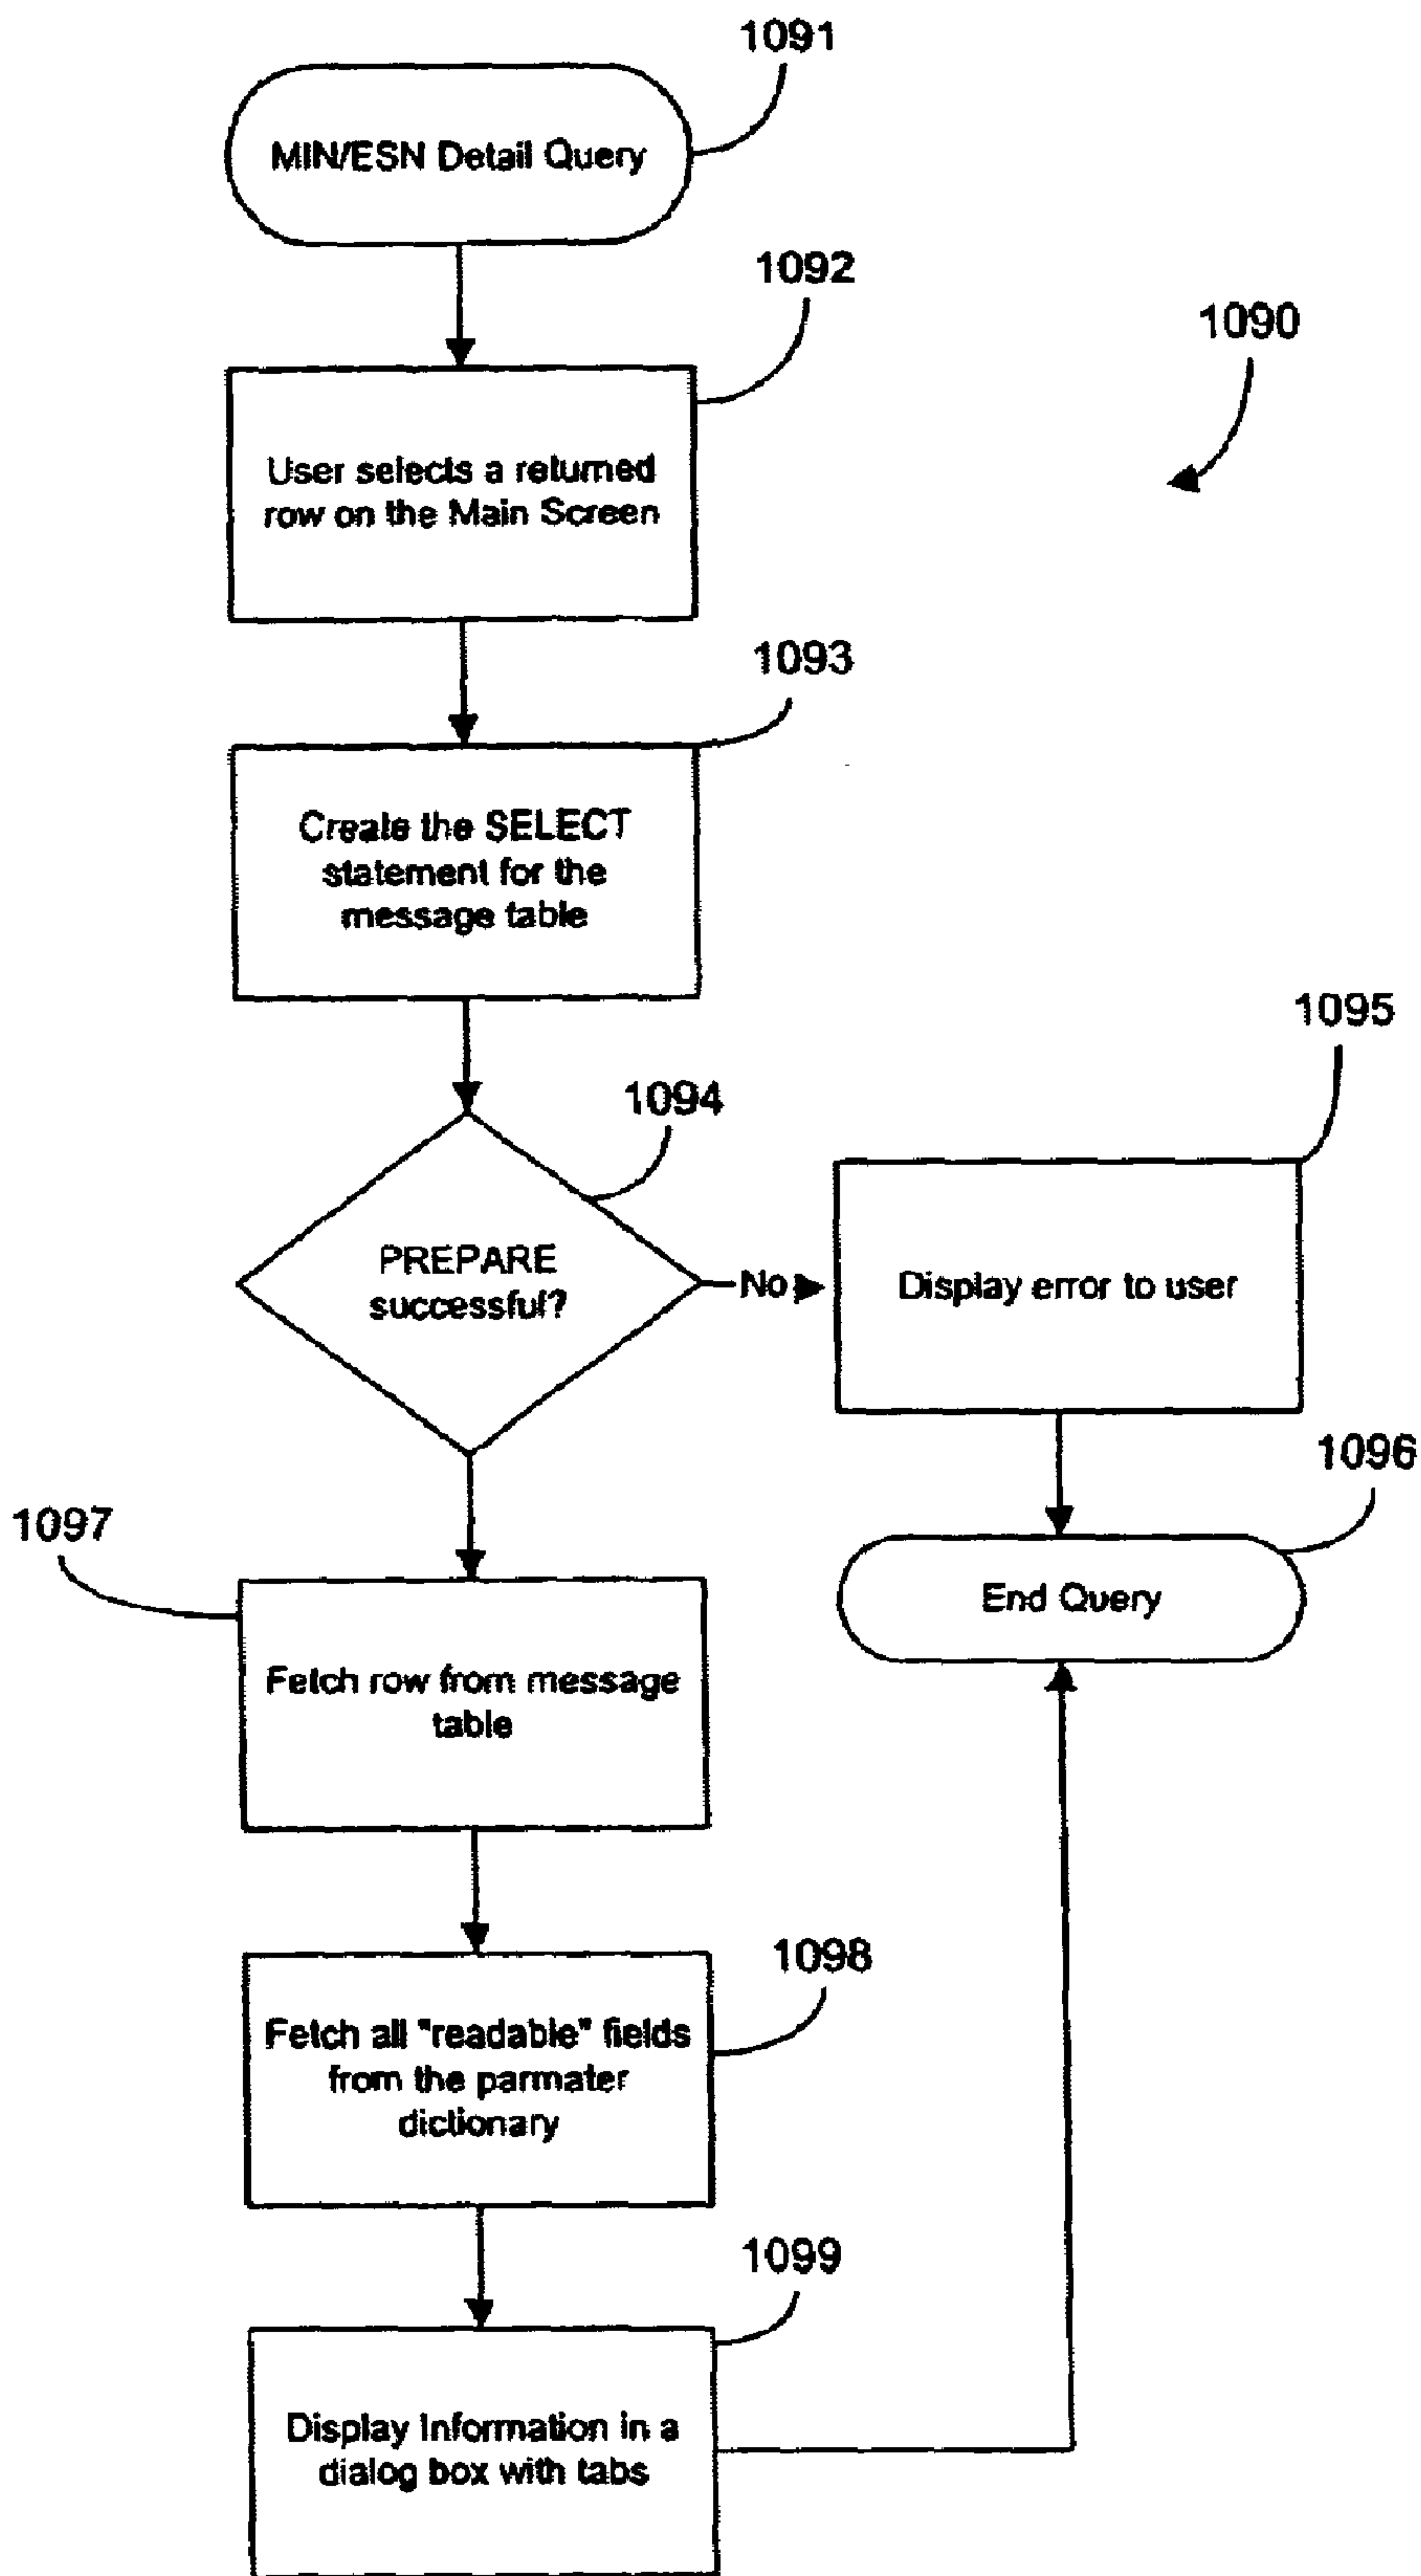 1091
MIN/ESN Detail Query
1092
1090
User selects a returned
row on the Main Screen
1093
Create the SELECT
statement for the
message table
1095
1094
PREPARE
successful?
No
Display error to user
1096
1097
End Query
Fetch row from message
table
1098
Fetch all "readable" fields
from the parmater
dictionary
1099
Display Information in a
dialog box with tabs